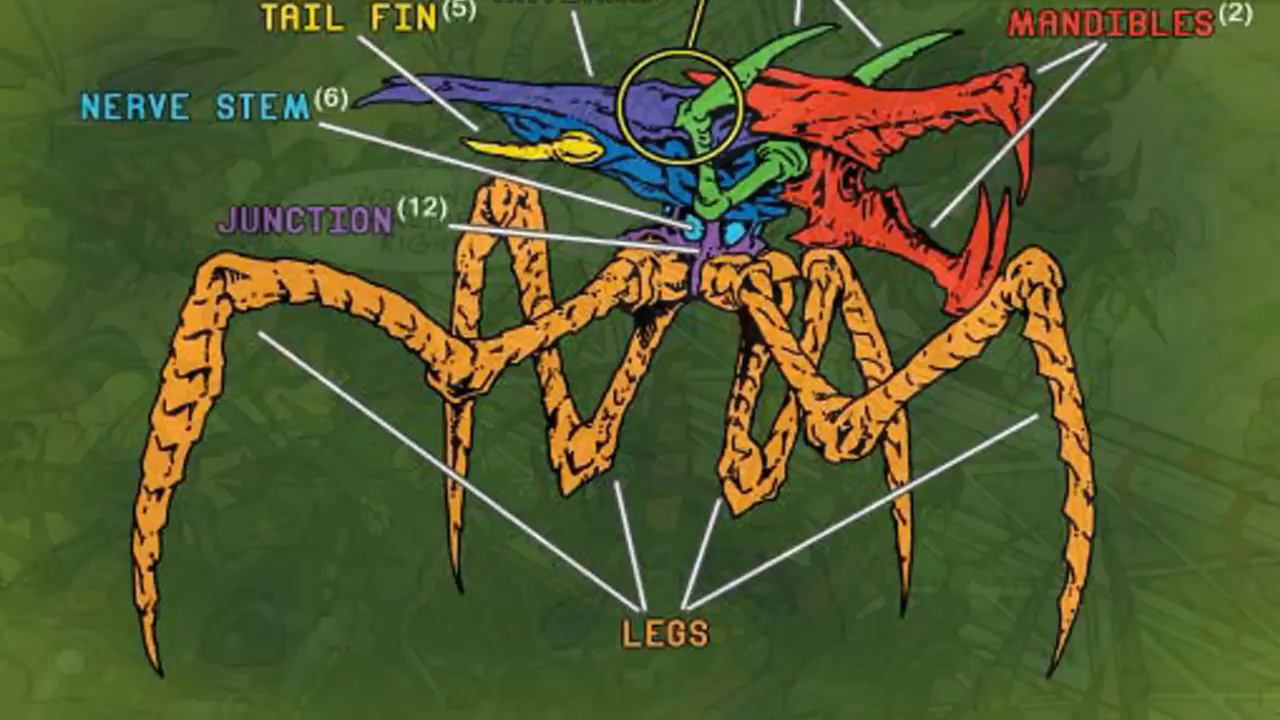 TAIL FIN(5)
MANDIBLES(2)
NERVE STEM(6)
JUNCTION(12)
LEGS